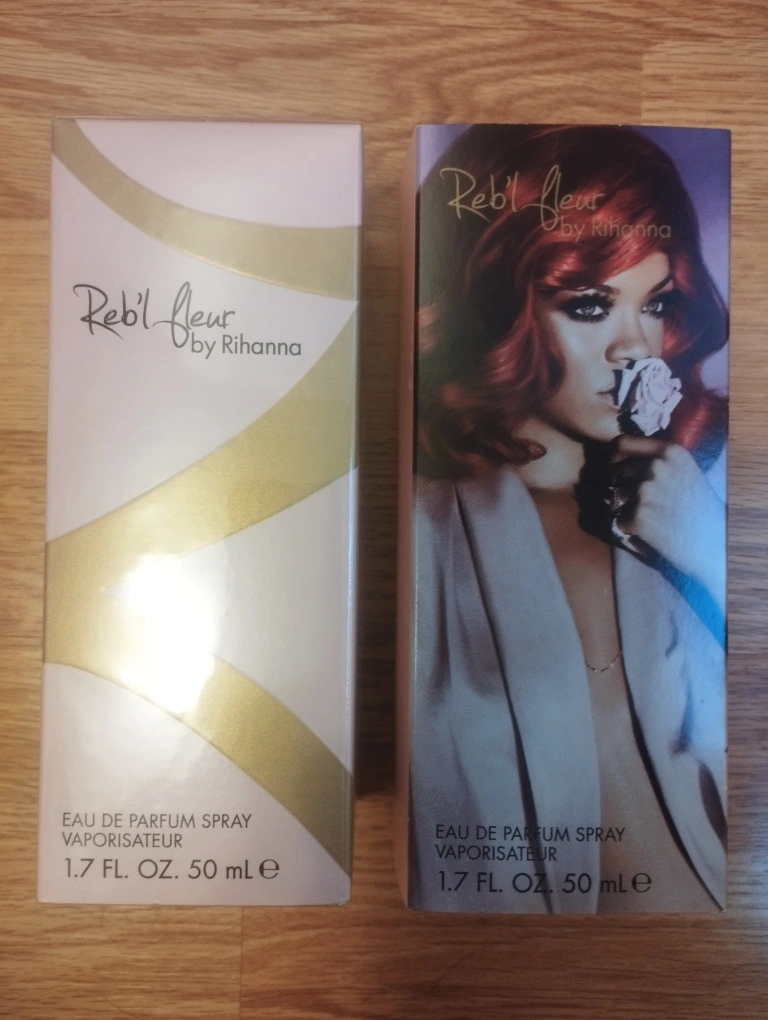 Reb'l fleur
by Rihanna
EAU DE PARFUM SPRAY
VAPORISATEUR
1.7 FL. OZ. 50 mL ℮
Reb'l fleur
by Rihanna
EAU DE PARFUM SPRAY
VAPORISATEUR
1.7 FL. OZ. 50 mL ℮